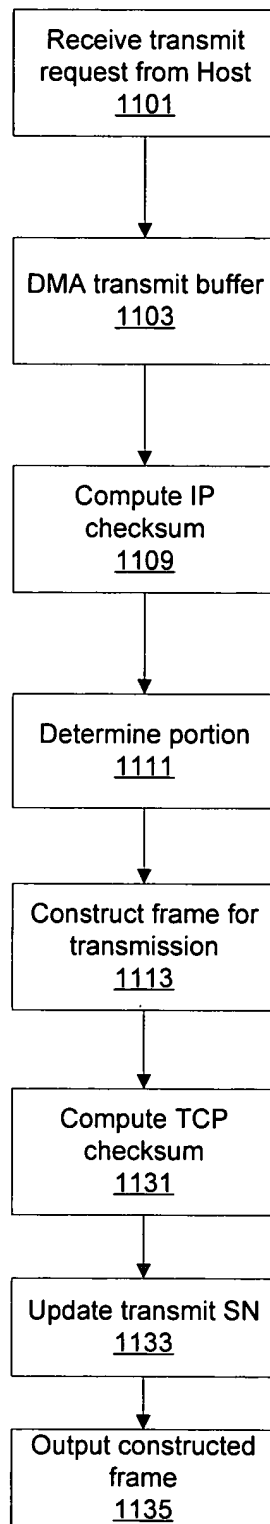 Receive transmit
request from Host
1101
DMA transmit buffer
1103
Compute IP
checksum
1109
Determine portion
1111
Construct frame for
transmission
1113
Compute TCP
checksum
1131
Update transmit SN
1133
Output constructed
frame
1135